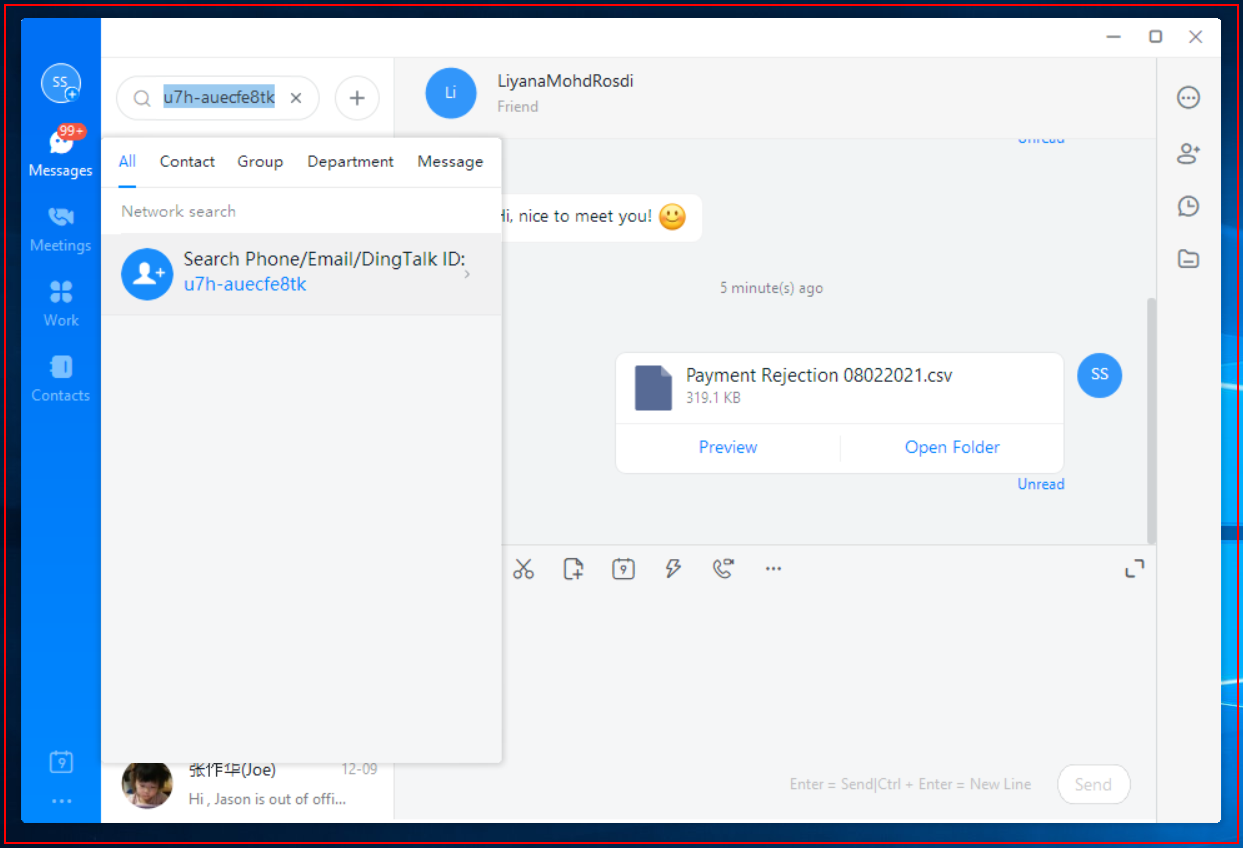 SS
99+
Messages
Meetings
Work
Contacts
9
u7h-auecfe8tk
All Contact Group Department Message
Network search
Search Phone/Email/DingTalk ID:
u7h-auecfe8tk
张作华(Joe) 12-09
Hi , Jason is out of offi...
Li
LiyanaMohdRosdi
Friend
Unread
Hi, nice to meet you!
5 minute(s) ago
Payment Rejection 08022021.csv
319.1 KB
SS
Preview Open Folder
Unread
9
Enter = Send|Ctrl + Enter = New Line
Send